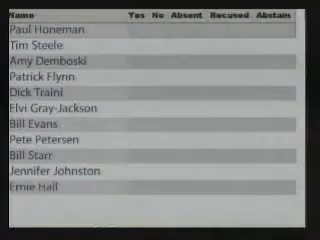 Name Yes No Absent Recused Abstain
Paul Honeman
Tim Steele
Amy Demboski
Patrick Flynn
Dick Traini
Elvi Gray-Jackson
Bill Evans
Pete Petersen
Bill Starr
Jennifer Johnston
Ernie Hall